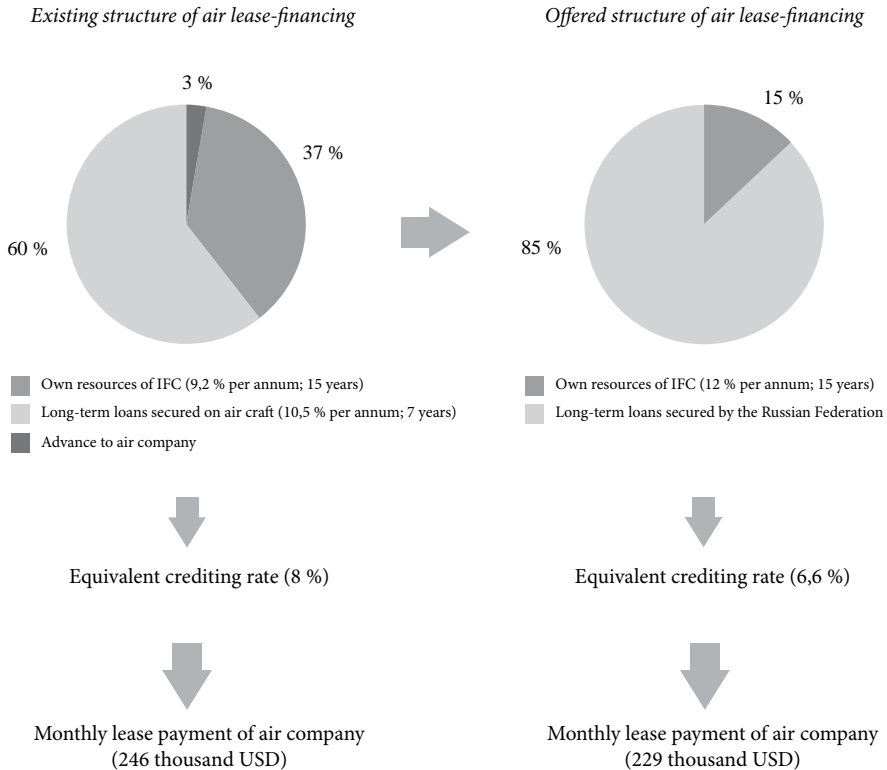 Existing structure of air lease-financing
3 %
37 %
60 %
Own resources of IFC (9,2 % per annum; 15 years)
Long-term loans secured on air craft (10,5 % per annum; 7 years)
Advance to air company
Equivalent crediting rate (8 %)
Monthly lease payment of air company
(246 thousand USD)
Offered structure of air lease-financing
15 %
85 %
Own resources of IFC (12 % per annum; 15 years)
Long-term loans secured by the Russian Federation
Equivalent crediting rate (6,6 %)
Monthly lease payment of air company
(229 thousand USD)